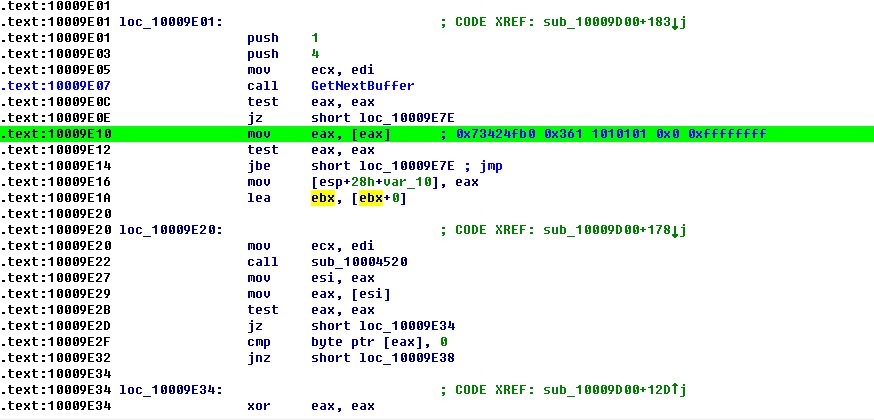 .text:10009E01
.text:10009E01 loc_10009E01: ; CODE XREF: sub_10009D00+183↓j
.text:10009E01 push 1
.text:10009E03 push 4
.text:10009E05 mov ecx, edi
.text:10009E07 call GetNextBuffer
.text:10009E0C test eax, eax
.text:10009E0E jz short loc_10009E7E
.text:10009E10 mov eax, [eax] ; 0x73424fb0 0x361 1010101 0x0 0xffffffff
.text:10009E12 test eax, eax
.text:10009E14 jbe short loc_10009E7E ; jmp
.text:10009E16 mov [esp+28h+var_10], eax
.text:10009E1A lea ebx, [ebx+0]
.text:10009E20
.text:10009E20 loc_10009E20: ; CODE XREF: sub_10009D00+178↓j
.text:10009E20 mov ecx, edi
.text:10009E22 call sub_10004520
.text:10009E27 mov esi, eax
.text:10009E29 mov eax, [esi]
.text:10009E2B test eax, eax
.text:10009E2D jz short loc_10009E34
.text:10009E2F cmp byte ptr [eax], 0
.text:10009E32 jnz short loc_10009E38
.text:10009E34
.text:10009E34 loc_10009E34: ; CODE XREF: sub_10009D00+12D↑j
.text:10009E34 xor eax, eax